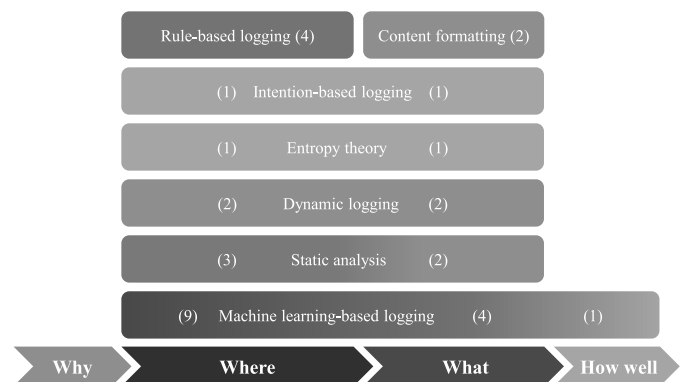 Rule-based logging (4) Content formatting (2)
(1) Intention-based logging (1)
(1) Entropy theory (1)
(2) Dynamic logging (2)
(3) Static analysis (2)
(9) Machine learning-based logging (4) (1)
Why Where What How well